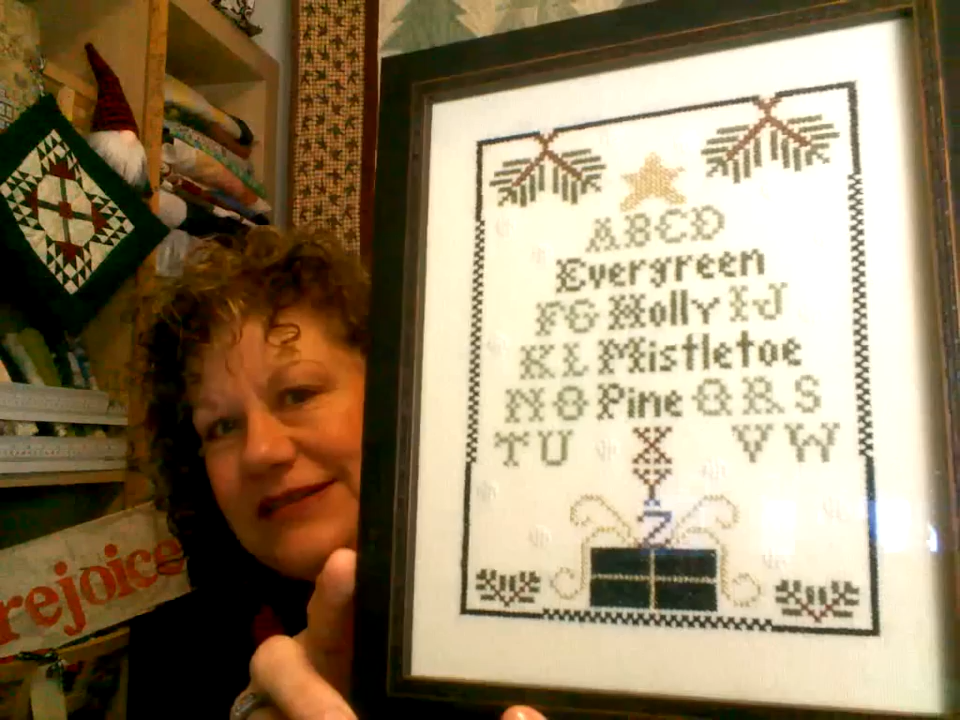 ABCD
Evergreen
FG Holly IJ
KL Mistletoe
NO Pine QRS
TU X VW
Y
Z
rejoice